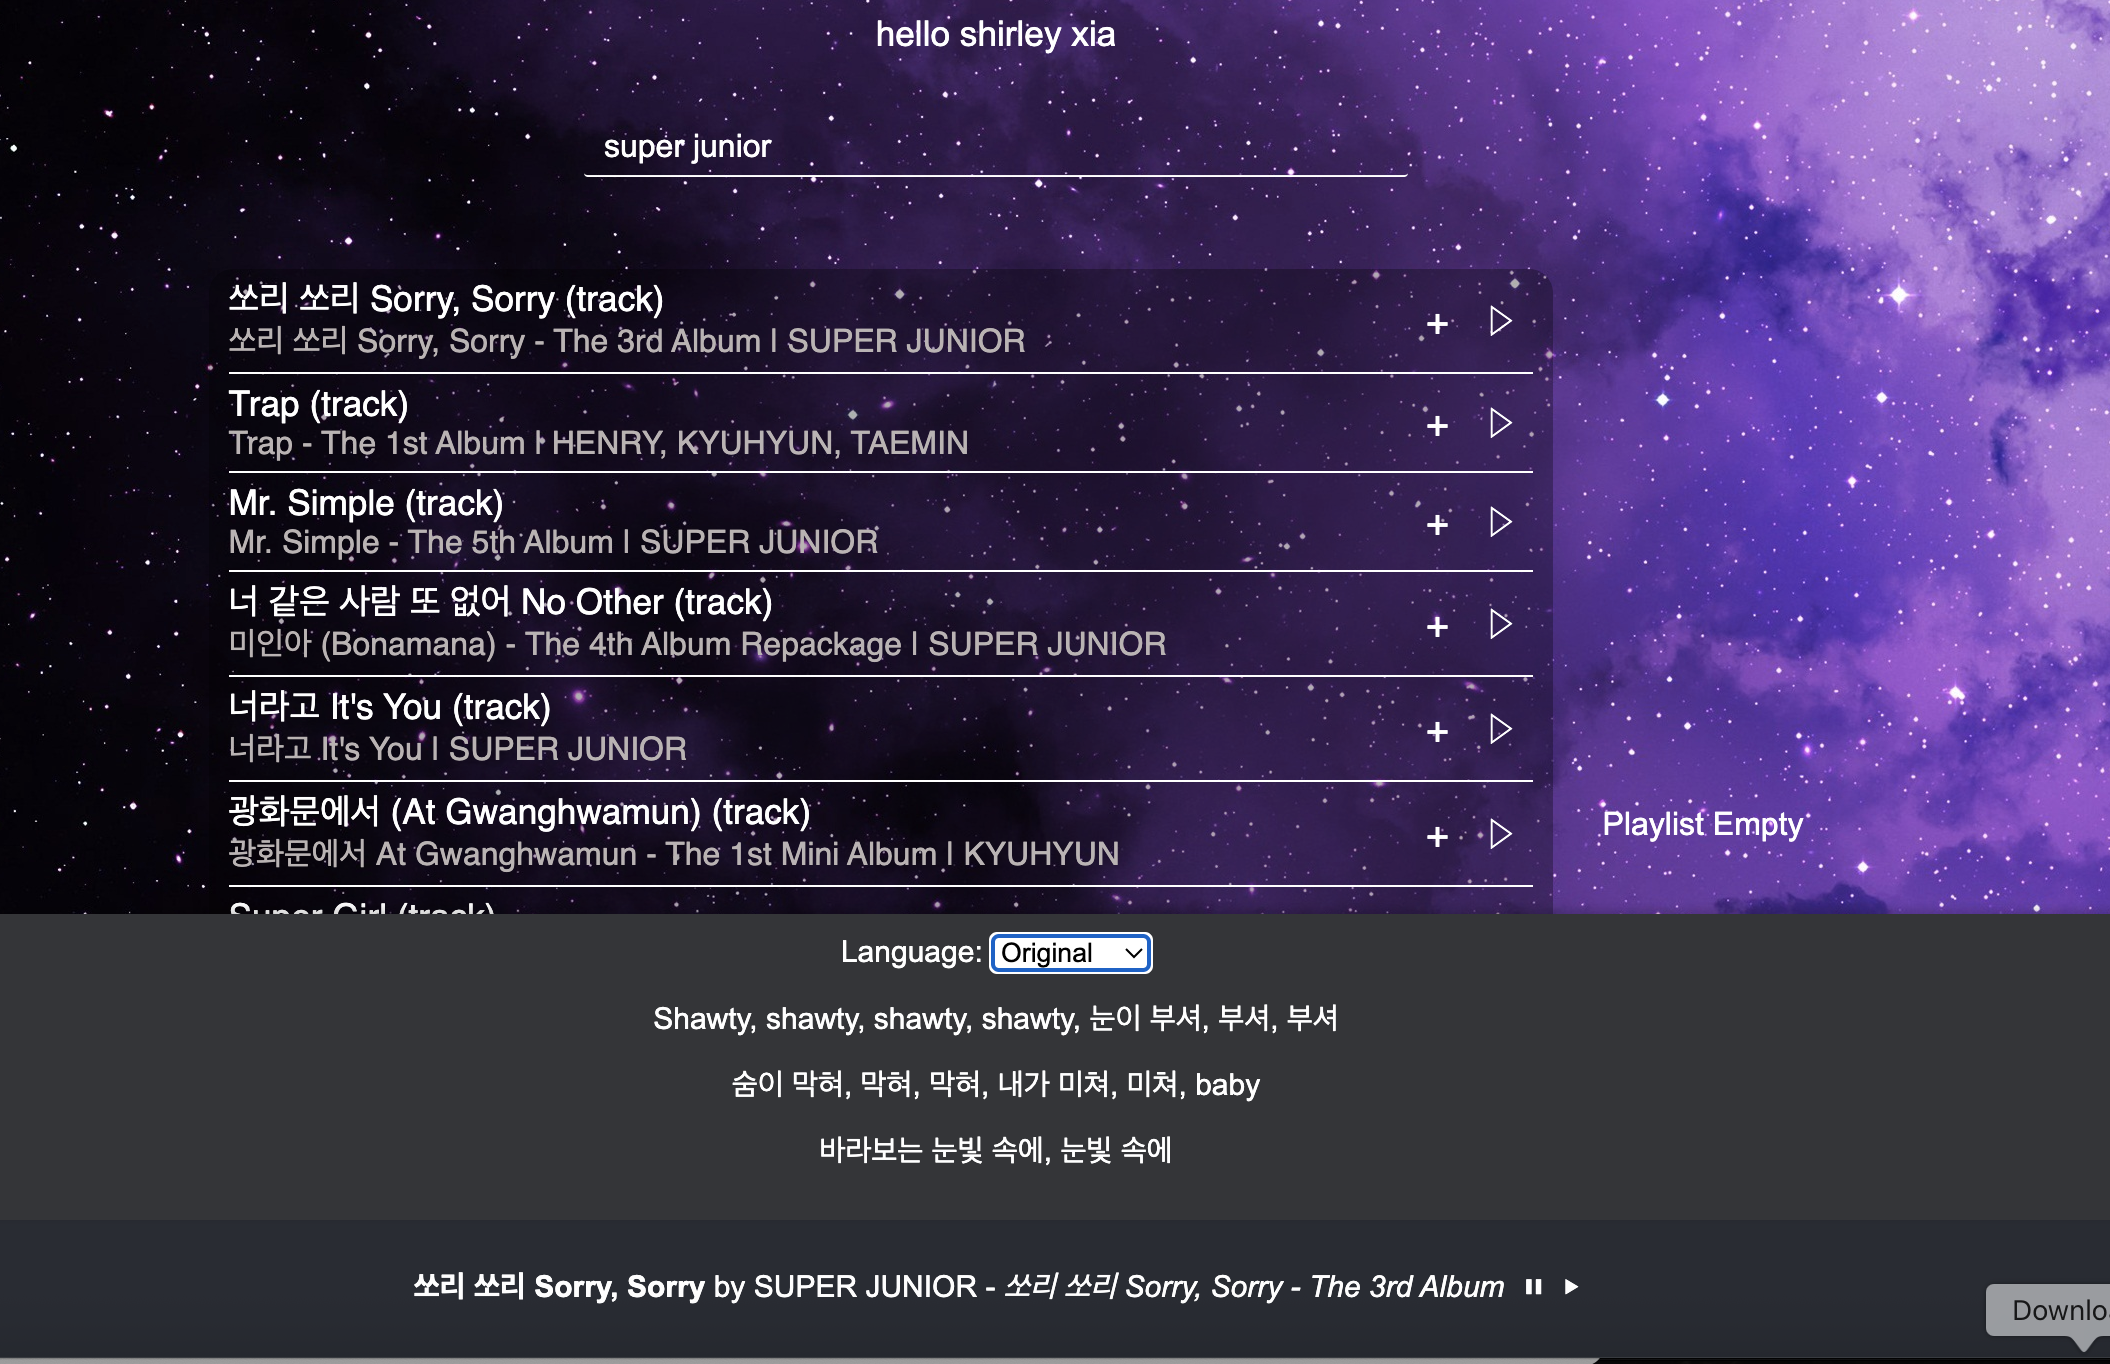 hello shirley xia
super junior
쏘리 쏘리 Sorry, Sorry (track)
쏘리 쏘리 Sorry, Sorry - The 3rd Album | SUPER JUNIOR
Trap (track)
Trap - The 1st Album | HENRY, KYUHYUN, TAEMIN
Mr. Simple (track)
Mr. Simple - The 5th Album | SUPER JUNIOR
너 같은 사람 또 없어 No Other (track)
미인아 (Bonamana) - The 4th Album Repackage | SUPER JUNIOR
너라고 It's You (track)
너라고 It's You | SUPER JUNIOR
광화문에서 (At Gwanghwamun) (track)
광화문에서 At Gwanghwamun - The 1st Mini Album | KYUHYUN
Playlist Empty
Super Girl (track)
Language: Original
Shawty, shawty, shawty, shawty, 눈이 부셔, 부셔, 부셔
숨이 막혀, 막혀, 막혀, 내가 미쳐, 미쳐, baby
바라보는 눈빛 속에, 눈빛 속에
쏘리 쏘리 Sorry, Sorry by SUPER JUNIOR - 쏘리 쏘리 Sorry, Sorry - The 3rd Album